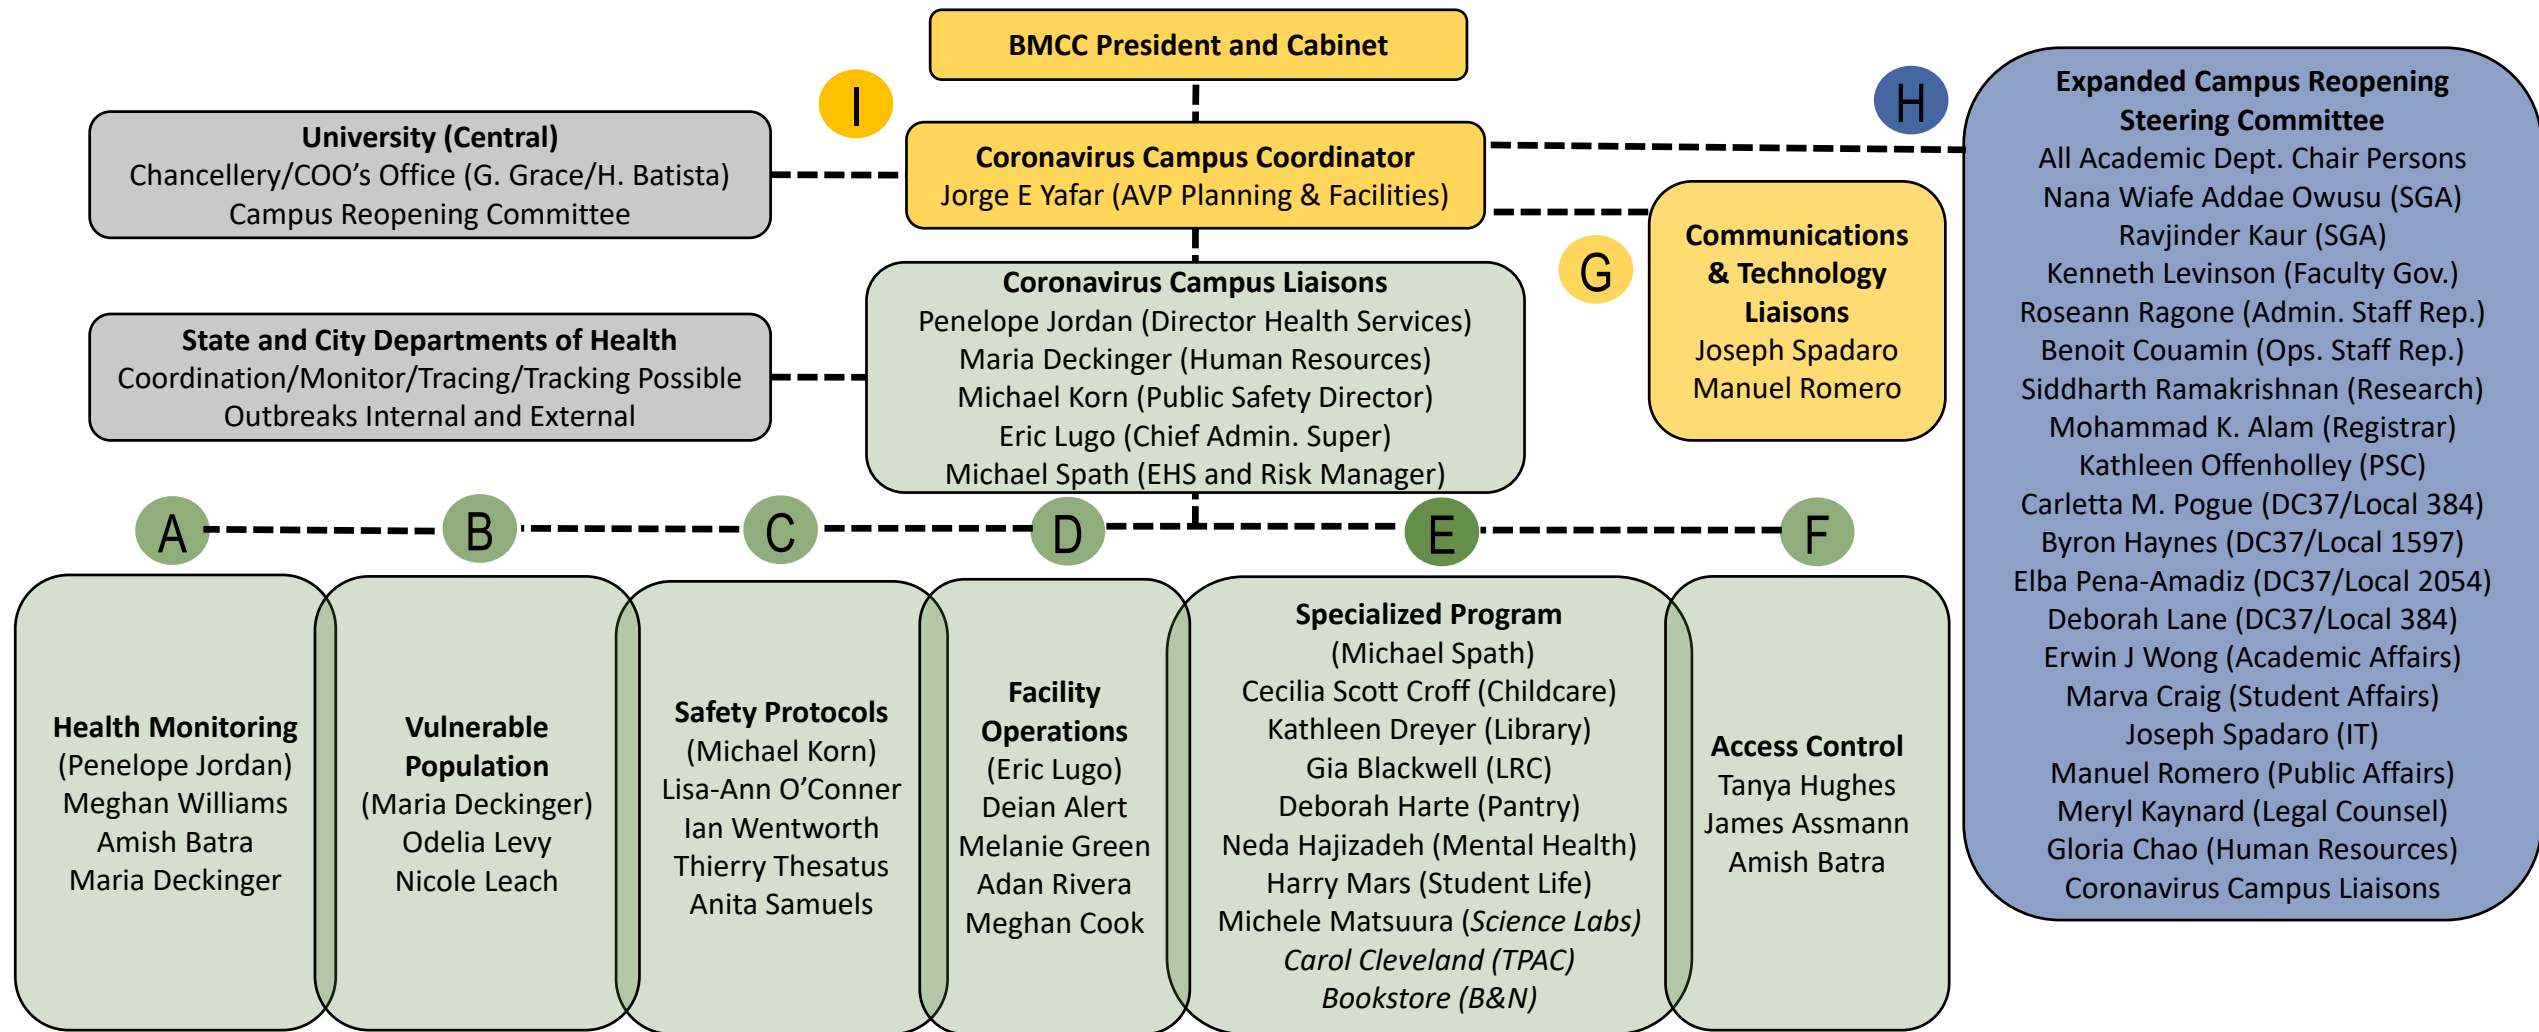 BMCC President and Cabinet
I
University (Central)
Chancellery/COO's Office (G. Grace/H. Batista)
Campus Reopening Committee
Coronavirus Campus Coordinator
Jorge E Yafar (AVP Planning & Facilities)
H
Expanded Campus Reopening
Steering Committee
All Academic Dept. Chair Persons
Nana Wiafe Addae Owusu (SGA)
Ravjinder Kaur (SGA)
Kenneth Levinson (Faculty Gov.)
Roseann Ragone (Admin. Staff Rep.)
Benoit Couamin (Ops. Staff Rep.)
Siddharth Ramakrishnan (Research)
Mohammad K. Alam (Registrar)
Kathleen Offenholley (PSC)
Carletta M. Pogue (DC37/Local 384)
Byron Haynes (DC37/Local 1597)
Elba Pena-Amadiz (DC37/Local 2054)
Deborah Lane (DC37/Local 384)
Erwin J Wong (Academic Affairs)
Marva Craig (Student Affairs)
Joseph Spadaro (IT)
Manuel Romero (Public Affairs)
Meryl Kaynard (Legal Counsel)
Gloria Chao (Human Resources)
Coronavirus Campus Liaisons
G
Communications
& Technology
Liaisons
Joseph Spadaro
Manuel Romero
State and City Departments of Health
Coordination/Monitor/Tracing/Tracking Possible
Outbreaks Internal and External
Coronavirus Campus Liaisons
Penelope Jordan (Director Health Services)
Maria Deckinger (Human Resources)
Michael Korn (Public Safety Director)
Eric Lugo (Chief Admin. Super)
Michael Spath (EHS and Risk Manager)
A
Health Monitoring
(Penelope Jordan)
Meghan Williams
Amish Batra
Maria Deckinger
B
Vulnerable
Population
(Maria Deckinger)
Odelia Levy
Nicole Leach
C
Safety Protocols
(Michael Korn)
Lisa-Ann O'Conner
Ian Wentworth
Thierry Thesatus
Anita Samuels
D
Facility
Operations
(Eric Lugo)
Deian Alert
Melanie Green
Adan Rivera
Meghan Cook
E
Specialized Program
(Michael Spath)
Cecilia Scott Croff (Childcare)
Kathleen Dreyer (Library)
Gia Blackwell (LRC)
Deborah Harte (Pantry)
Neda Hajizadeh (Mental Health)
Harry Mars (Student Life)
Michele Matsuura (Science Labs)
Carol Cleveland (TPAC)
Bookstore (B&N)
F
Access Control
Tanya Hughes
James Assmann
Amish Batra